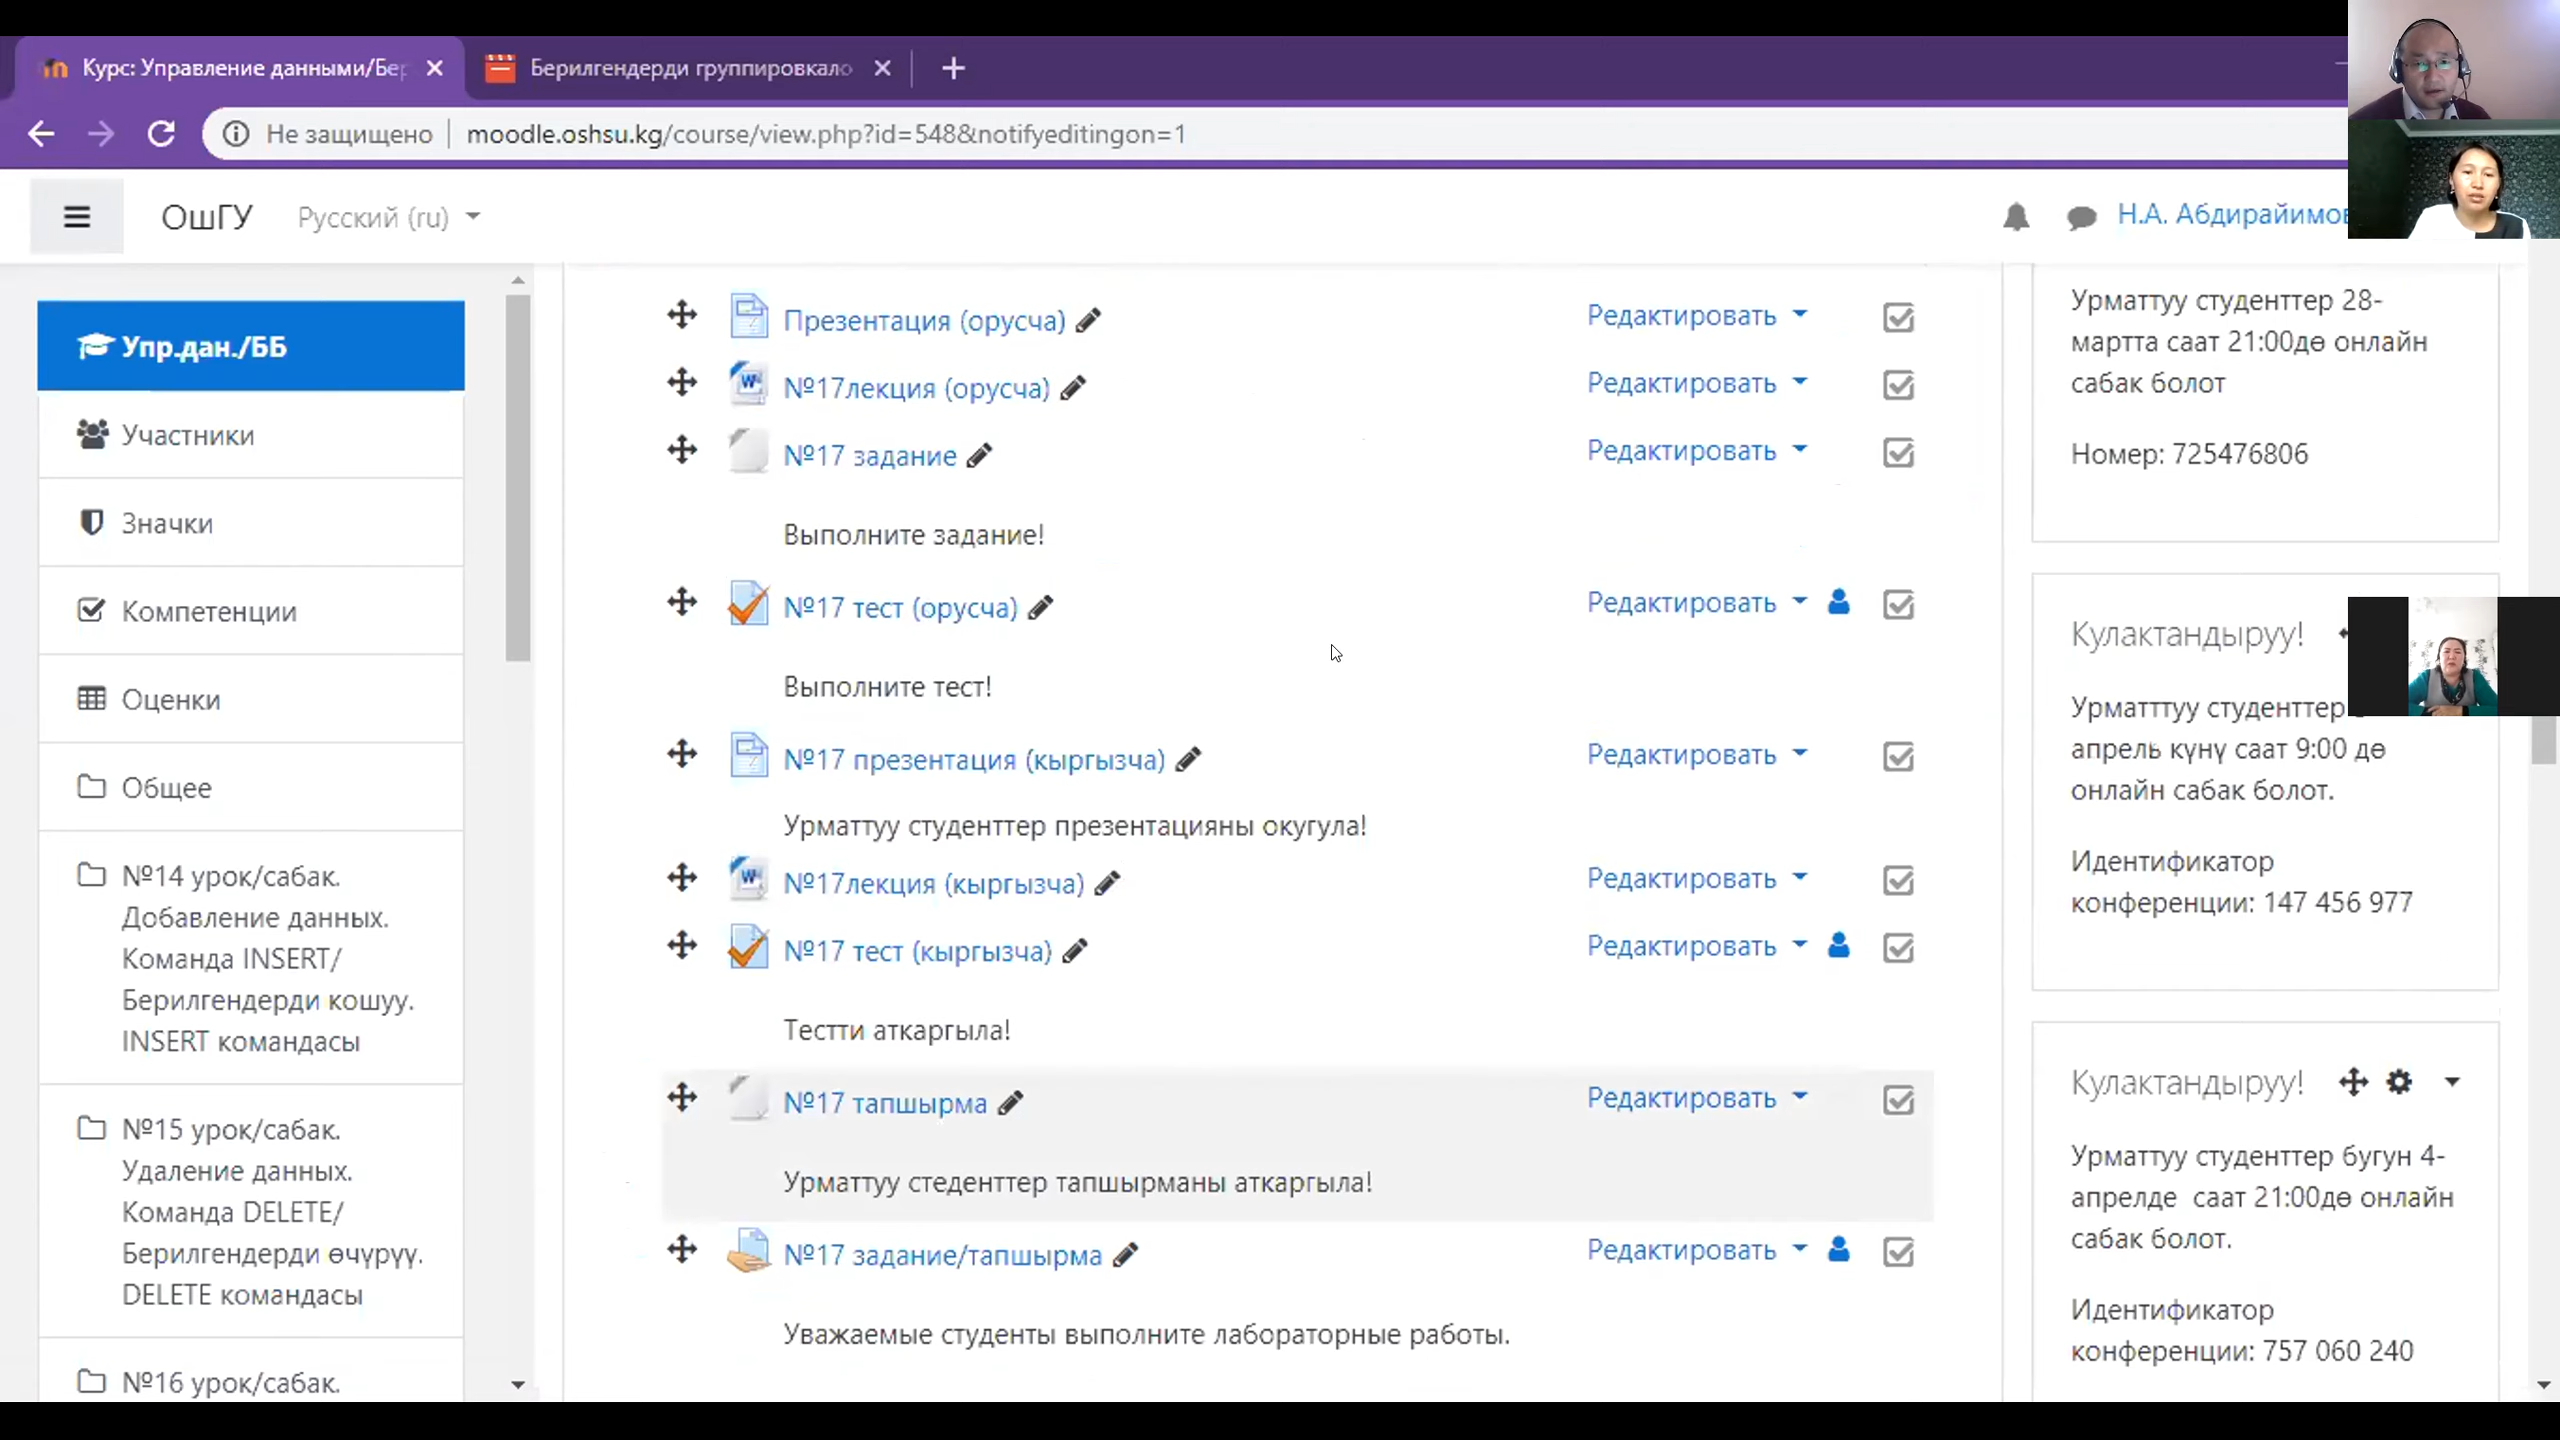 Курс: Управление данными/Бер
Берилгендерди группировкало
Не защищено
moodle.oshsu.kg/course/view.php?id=548&notifyeditingon=1
ОшГУ
Русский (ru)
Н.А. Абдирайимов
Упр.дан./ББ
Участники
Значки
Компетенции
Оценки
Общее
№14 урок/сабак.
Добавление данных.
Команда INSERT/
Берилгендерди кошуу.
INSERT командасы
№15 урок/сабак.
Удаление данных.
Команда DELETE/
Берилгендерди өчүрүү.
DELETE командасы
№16 урок/сабак.
Презентация (орусча)
Редактировать
№17лекция (орусча)
Редактировать
№17 задание
Редактировать
Выполните задание!
№17 тест (орусча)
Редактировать
Выполните тест!
№17 презентация (кыргызча)
Редактировать
Урматтуу студенттер презентацияны окугула!
№17лекция (кыргызча)
Редактировать
№17 тест (кыргызча)
Редактировать
Тестти аткаргыла!
№17 тапшырма
Редактировать
Урматтуу стеденттер тапшырманы аткаргыла!
№17 задание/тапшырма
Редактировать
Уважаемые студенты выполните лабораторные работы.
Урматтуу студенттер 28-
мартта саат 21:00дө онлайн
сабак болот
Номер: 725476806
Кулактандыруу!
Урматттуу студенттер
апрель күнү саат 9:00 дө
онлайн сабак болот.
Идентификатор
конференции: 147 456 977
Кулактандыруу!
Урматтуу студенттер бугун 4-
апрелде саат 21:00дө онлайн
сабак болот.
Идентификатор
конференции: 757 060 240